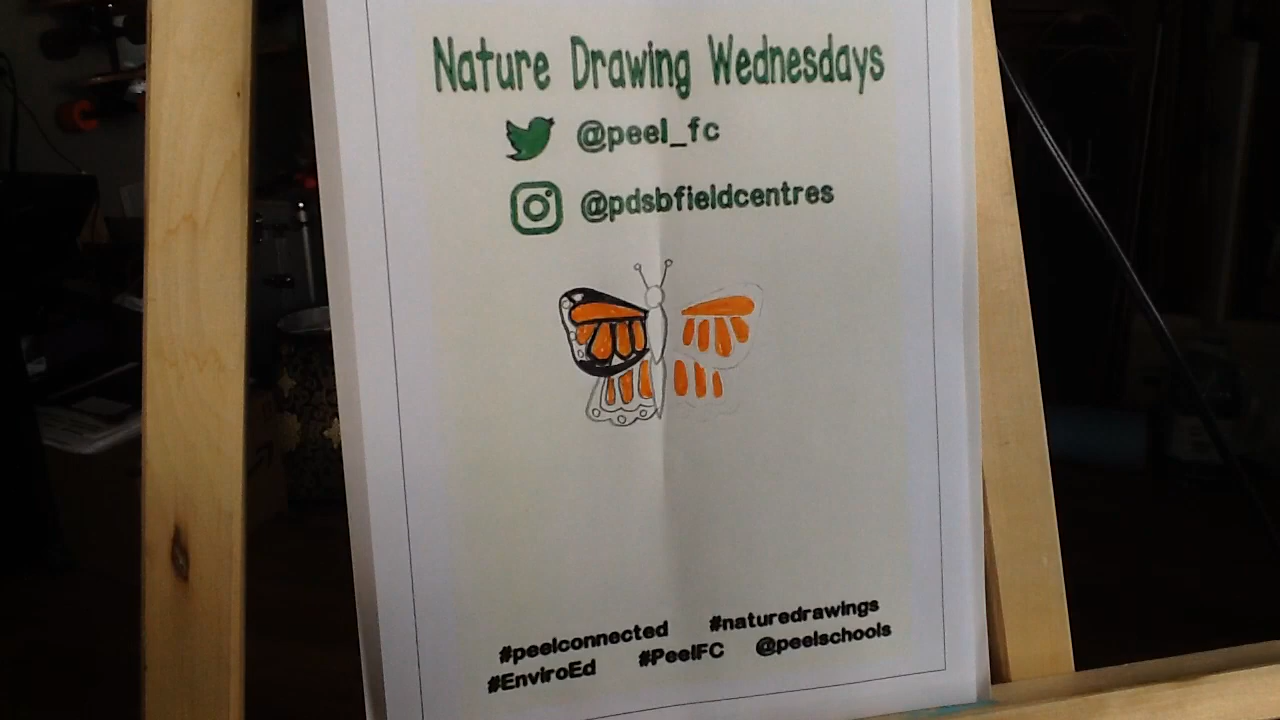 Nature Drawing Wednesdays
@peel_fc
@pdsbfieldcentres
#peelconnected #naturedrawings
#EnviroEd #PeelFC @peelschools